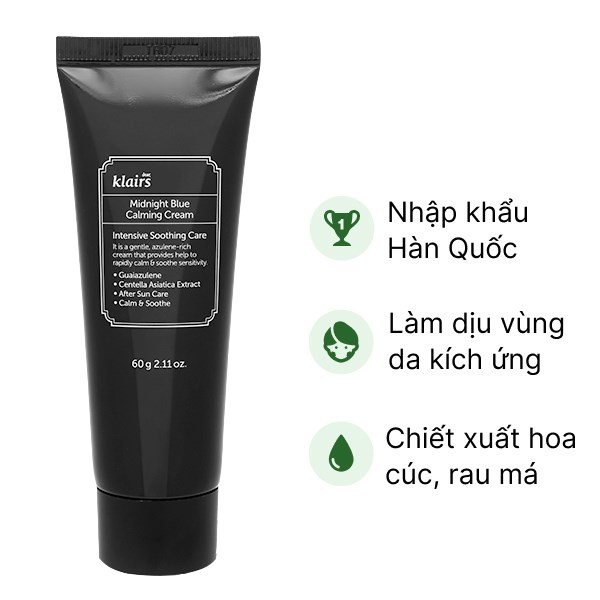 klairs
Midnight Blue
Calming Cream
Intensive Soothing Care
It is a gentle, azulene-rich
cream that provides help to
rapidly calm & soothe sensitivity.
• Guaiazulene
• Centella Asiatica Extract
• After Sun Care
• Calm & Soothe
60 g 2.11 oz.
1
Nhập khẩu
Hàn Quốc
Làm dịu vùng
da kích ứng
Chiết xuất hoa
cúc, rau má